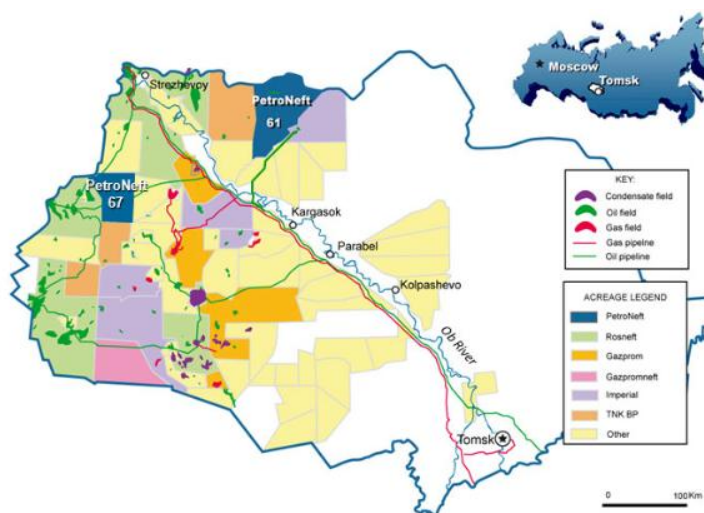 Moscow
Tomsk
Strezhevoy
PetroNeft
61
PetroNeft
67
Kargasok
Parabel
Kolpashevo
Ob River
Tomsk
KEY:
Condensate field
Oil field
Gas field
Gas pipelne
Oil pipeline
ACREAGE LEGEND
PetroNeft
Rosneft
Gazprom
Gazpromneft
Imperial
TNK BP
Other
0 100Km